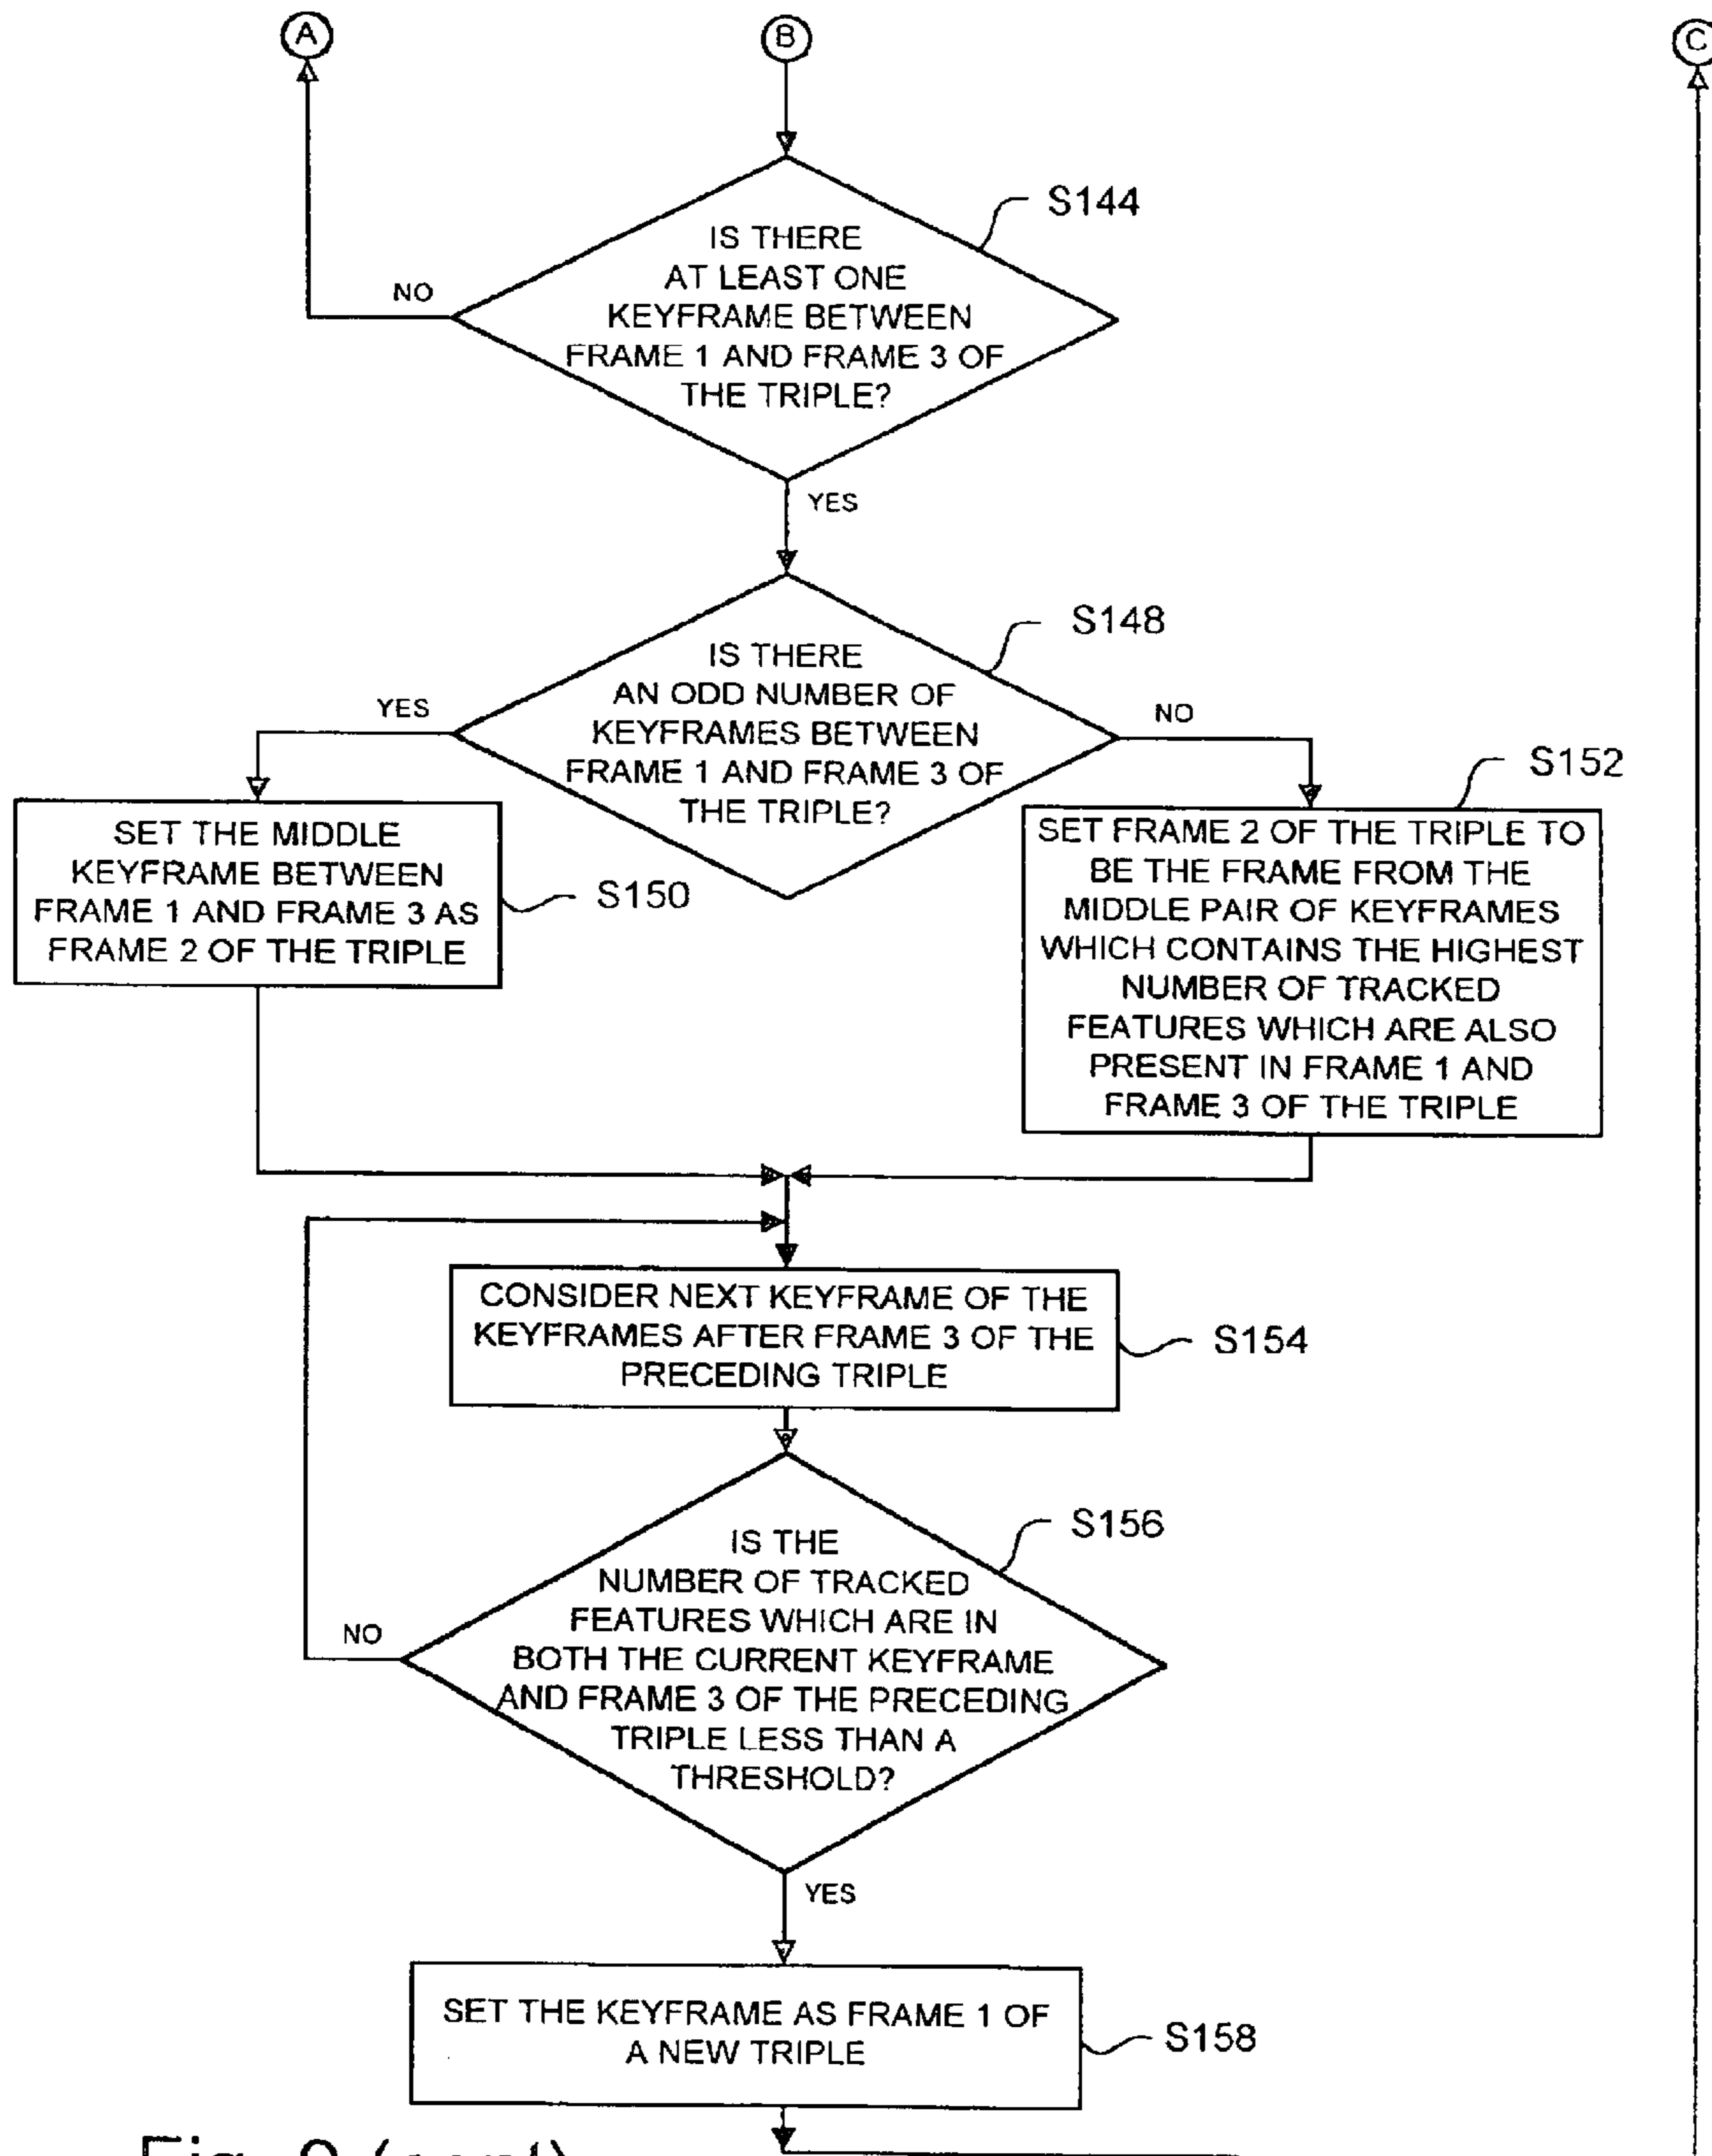 A
B
C
S144
IS THERE
AT LEAST ONE
KEYFRAME BETWEEN
FRAME 1 AND FRAME 3 OF
THE TRIPLE?
NO
YES
S148
IS THERE
AN ODD NUMBER OF
KEYFRAMES BETWEEN
FRAME 1 AND FRAME 3 OF
THE TRIPLE?
YES
NO
SET THE MIDDLE
KEYFRAME BETWEEN
FRAME 1 AND FRAME 3 AS
FRAME 2 OF THE TRIPLE
S150
S152
SET FRAME 2 OF THE TRIPLE TO
BE THE FRAME FROM THE
MIDDLE PAIR OF KEYFRAMES
WHICH CONTAINS THE HIGHEST
NUMBER OF TRACKED
FEATURES WHICH ARE ALSO
PRESENT IN FRAME 1 AND
FRAME 3 OF THE TRIPLE
CONSIDER NEXT KEYFRAME OF THE
KEYFRAMES AFTER FRAME 3 OF THE
PRECEDING TRIPLE
S154
S156
IS THE
NUMBER OF TRACKED
FEATURES WHICH ARE IN
BOTH THE CURRENT KEYFRAME
AND FRAME 3 OF THE PRECEDING
TRIPLE LESS THAN A
THRESHOLD?
NO
YES
SET THE KEYFRAME AS FRAME 1 OF
A NEW TRIPLE
S158